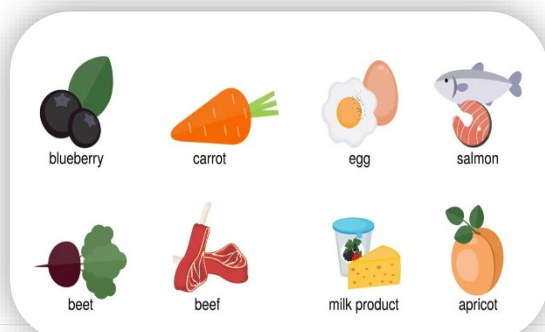 blueberry
carrot
egg
salmon
beet
beef
milk product
apricot